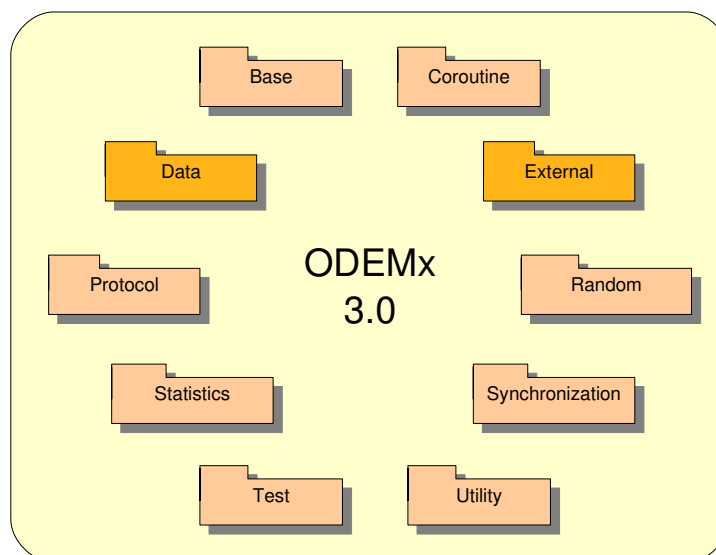 Base
Coroutine
Data
External
ODEMx
3.0
Protocol
Random
Statistics
Synchronization
Test
Utility